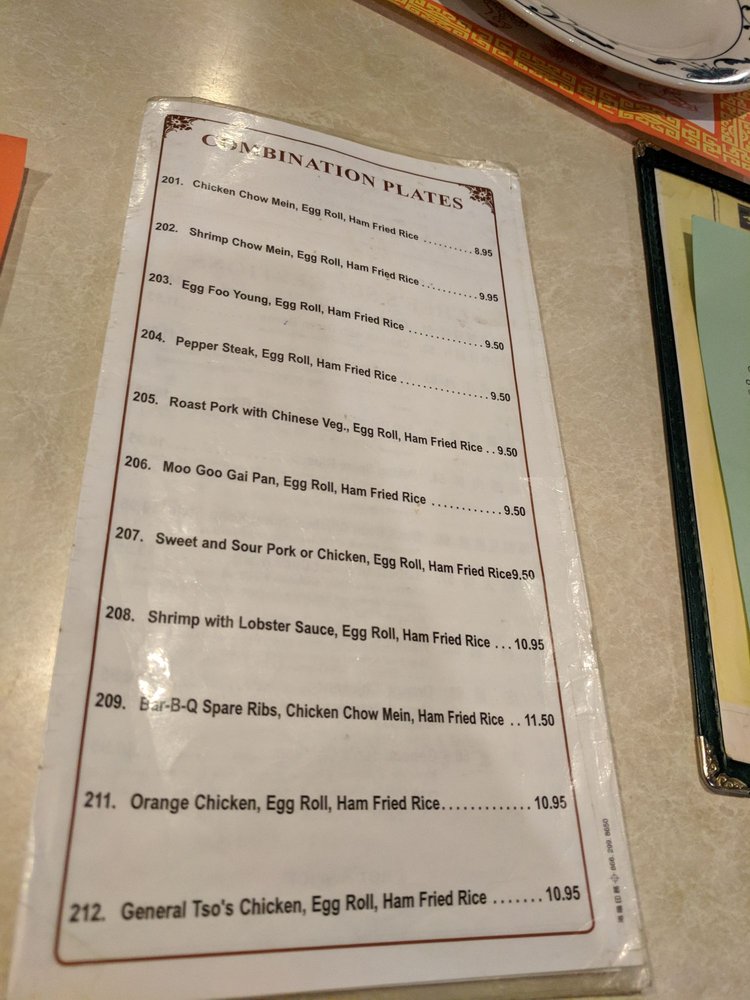 COMBINATION PLATES
201. Chicken Chow Mein, Egg Roll, Ham Fried Rice ..........8.95
202. Shrimp Chow Mein, Egg Roll, Ham Fried Rice ...........9.95
203. Egg Foo Young, Egg Roll, Ham Fried Rice ..............9.50
204. Pepper Steak, Egg Roll, Ham Fried Rice ................9.50
205. Roast Pork with Chinese Veg., Egg Roll, Ham Fried Rice ..9.50
206. Moo Goo Gai Pan, Egg Roll, Ham Fried Rice ............9.50
207. Sweet and Sour Pork or Chicken, Egg Roll, Ham Fried Rice9.50
208. Shrimp with Lobster Sauce, Egg Roll, Ham Fried Rice ...10.95
209. Bar-B-Q Spare Ribs, Chicken Chow Mein, Ham Fried Rice ..11.50
211. Orange Chicken, Egg Roll, Ham Fried Rice.............10.95
212. General Tso's Chicken, Egg Roll, Ham Fried Rice .......10.95
866. 299. 8650